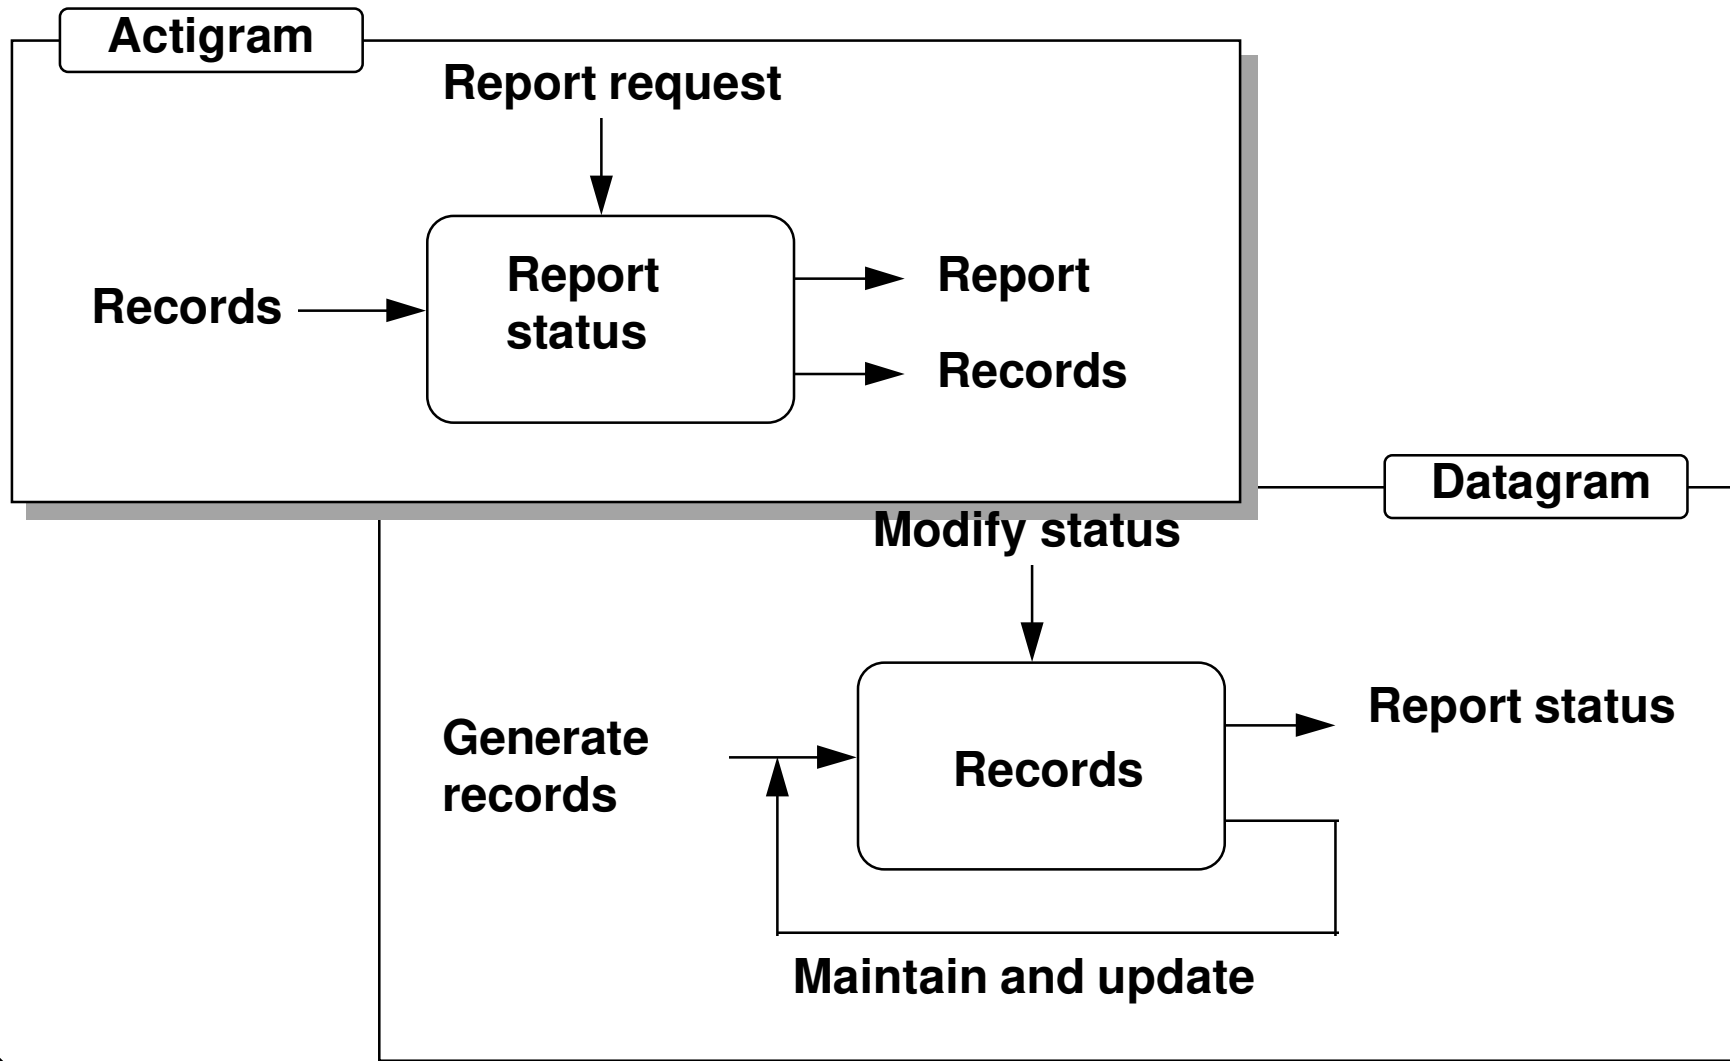 Actigram
Report request
Records
Report
status
Report
Records
Datagram
Modify status
Generate
records
Records
Report status
Maintain and update